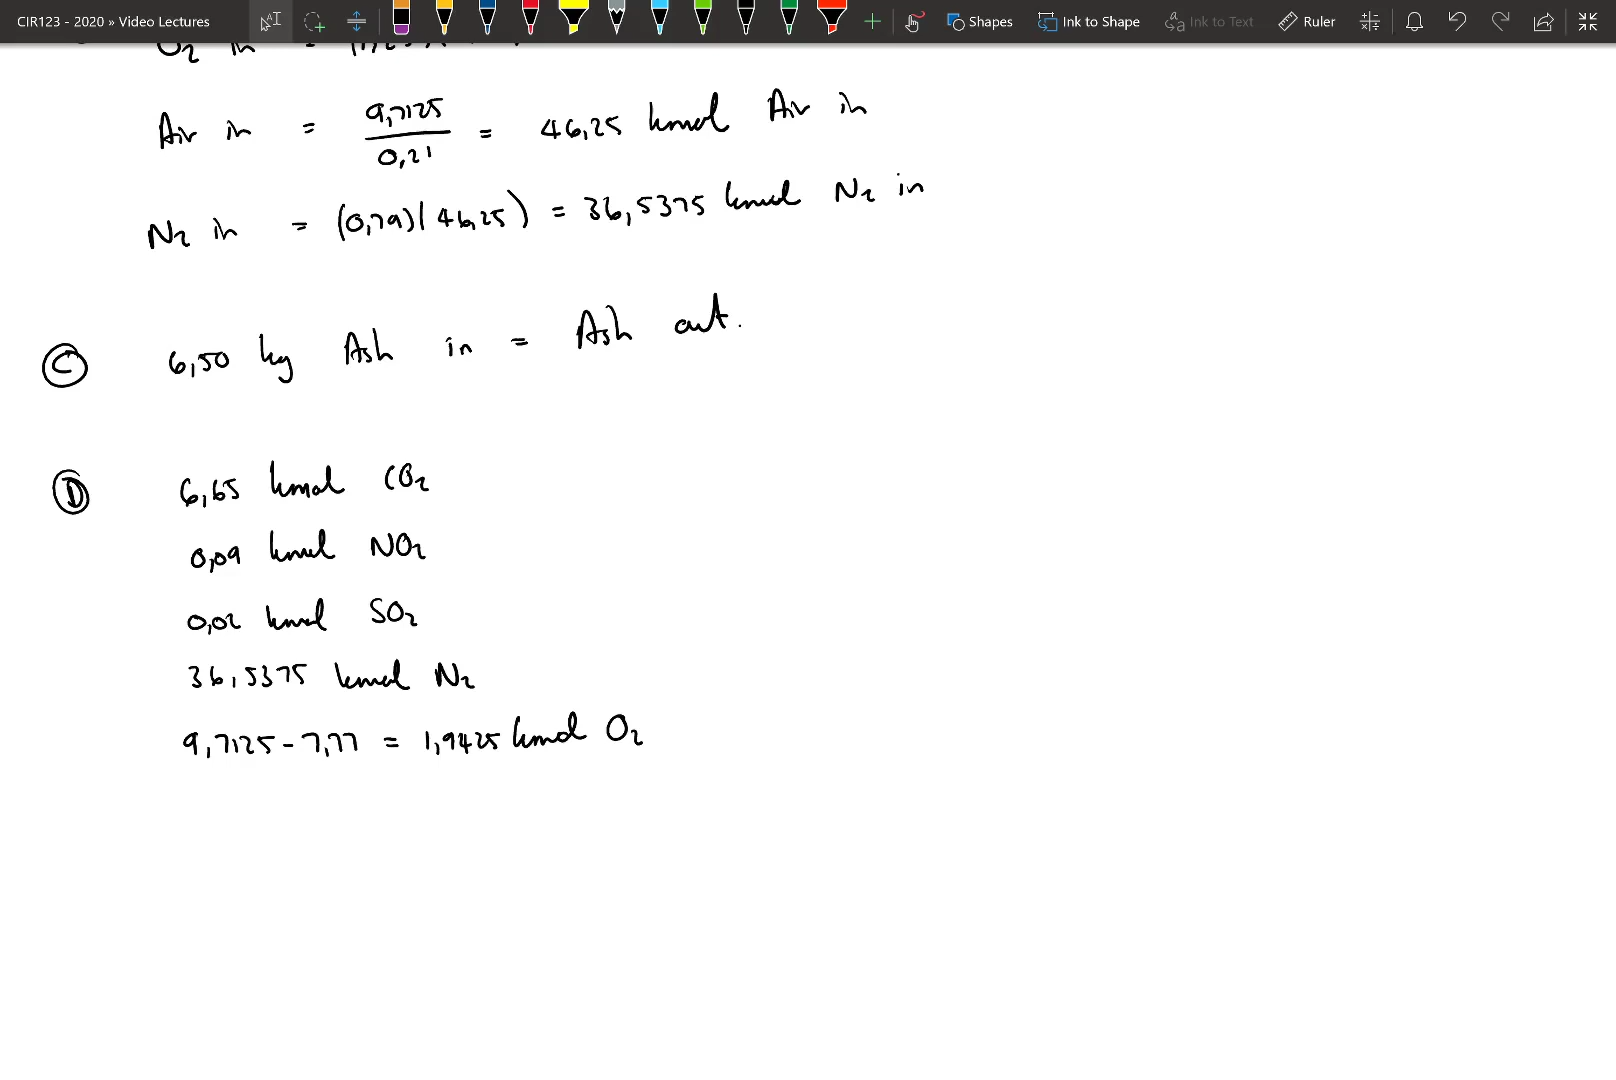 CIR123 - 2020 » Video Lectures Shapes Ink to Shape Ink to Text Ruler
O₂ in =
Air in = 9,7125 / 0,21 = 46,25 kmol Air in
N₂ in = (0,79)(46,25) = 36,5375 kmol N₂ in
Ⓒ 6,50 kg Ash in = Ash out.
Ⓓ 6,65 kmol CO₂
0,09 kmol NO₂
0,02 kmol SO₂
36,5375 kmol N₂
9,7125 - 7,77 = 1,9425 kmol O₂